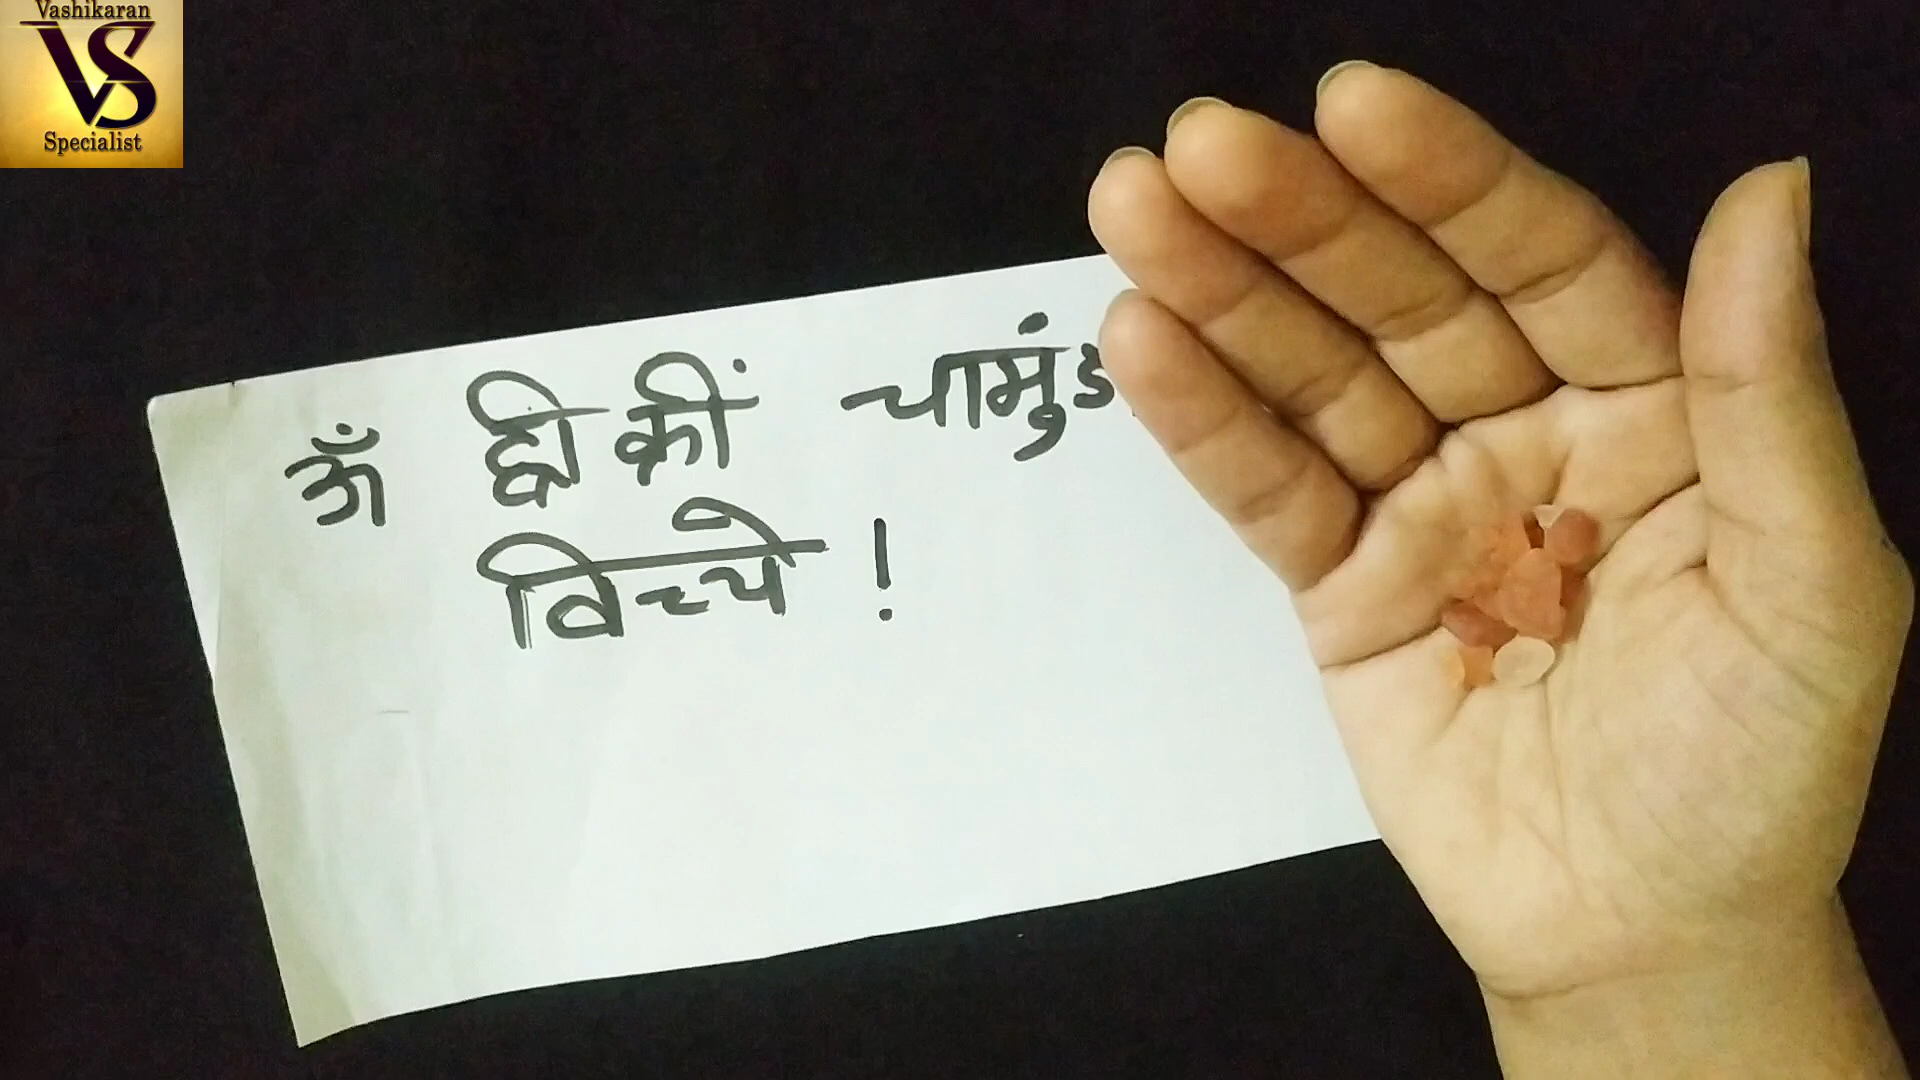 Vashikaran
VS
Specialist
ॐ ह्रीं क्रीं चामुंड
विच्चे !